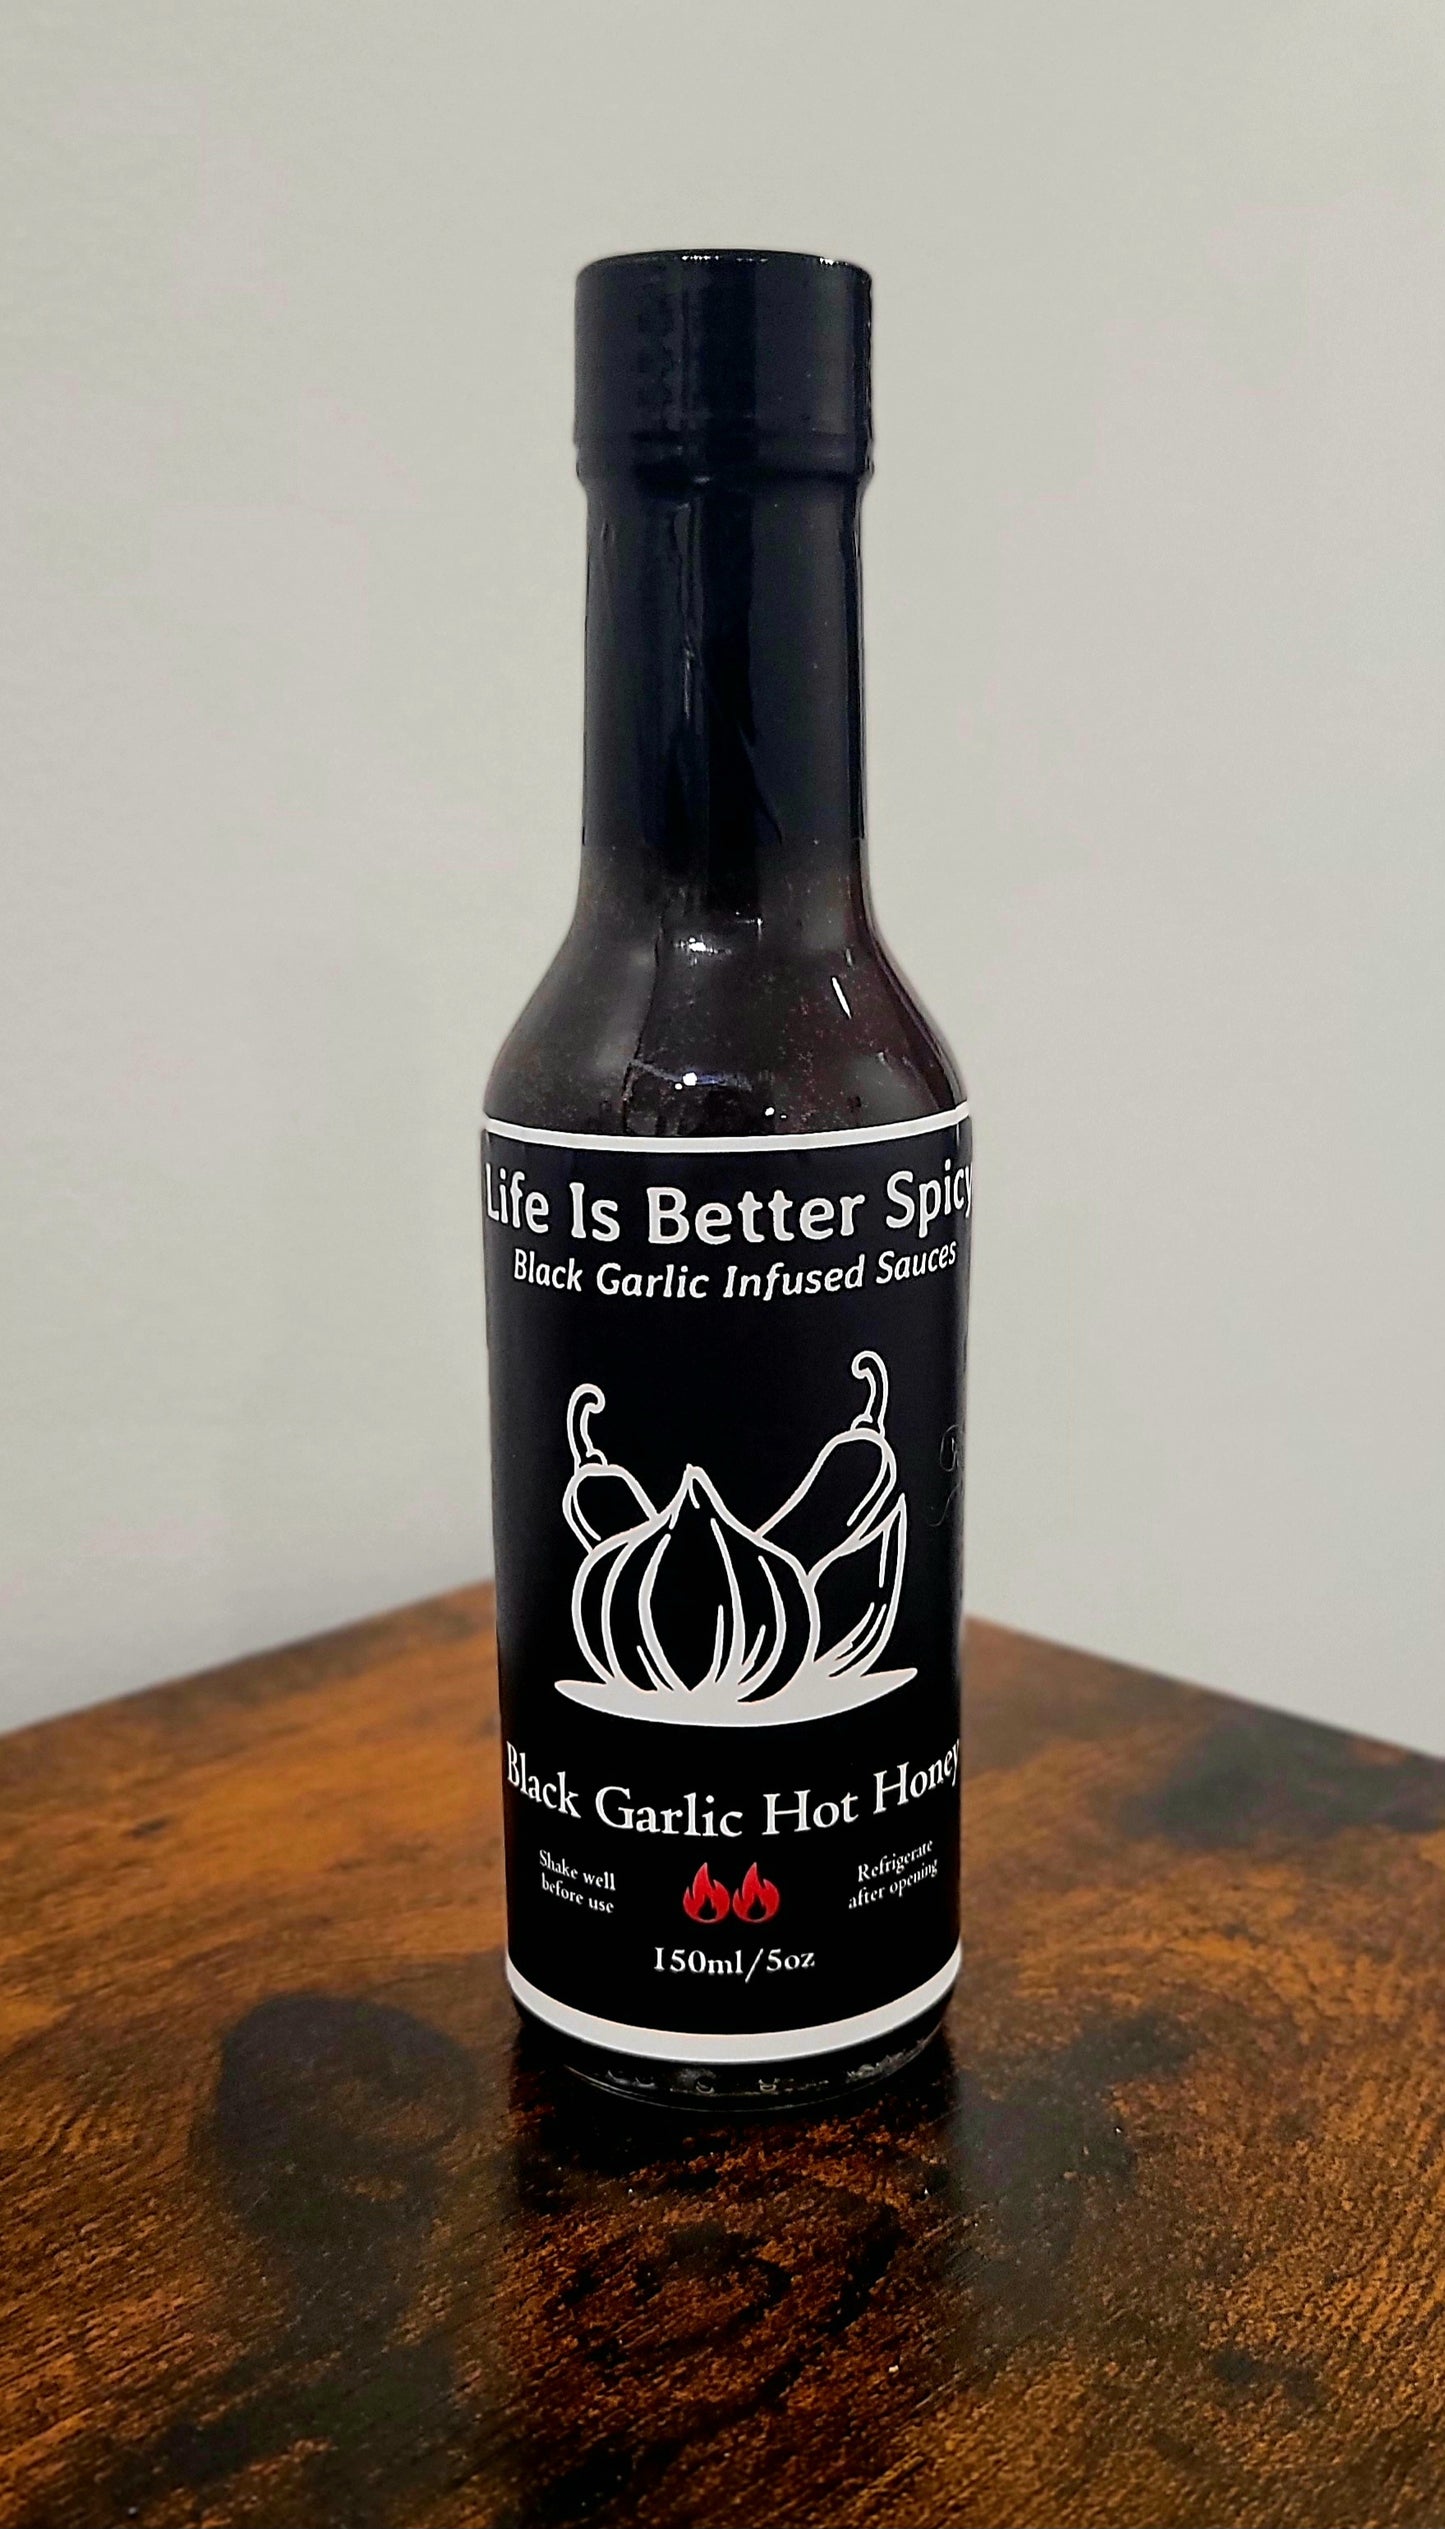 Life Is Better Spicy
Black Garlic Infused Sauces
Black Garlic Hot Honey
Shake well
before use
Refrigerate
after opening
150ml/5oz